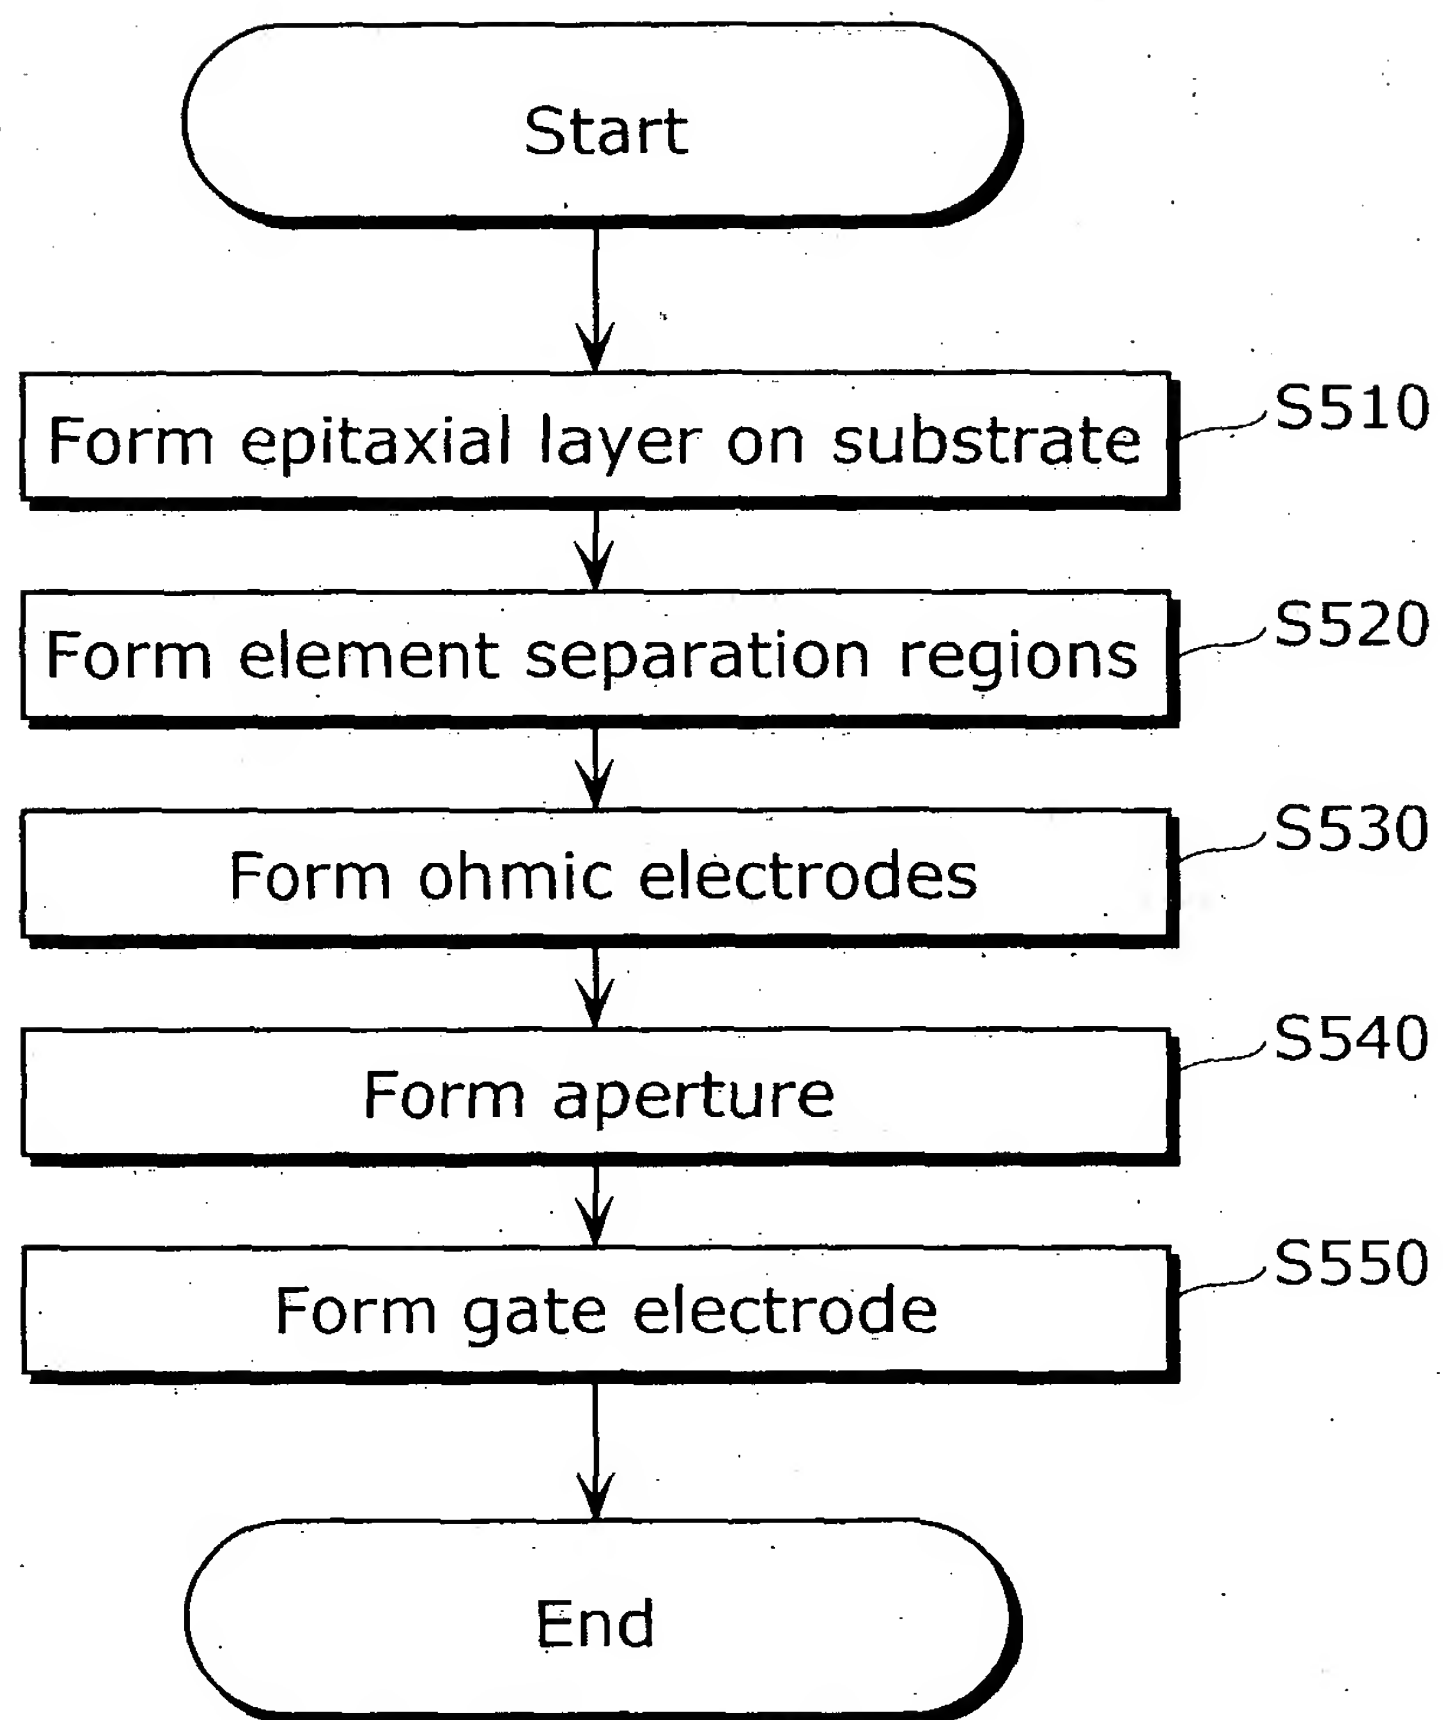 Start
Form epitaxial layer on substrate
S510
Form element separation regions
S520
Form ohmic electrodes
S530
Form aperture
S540
Form gate electrode
S550
End